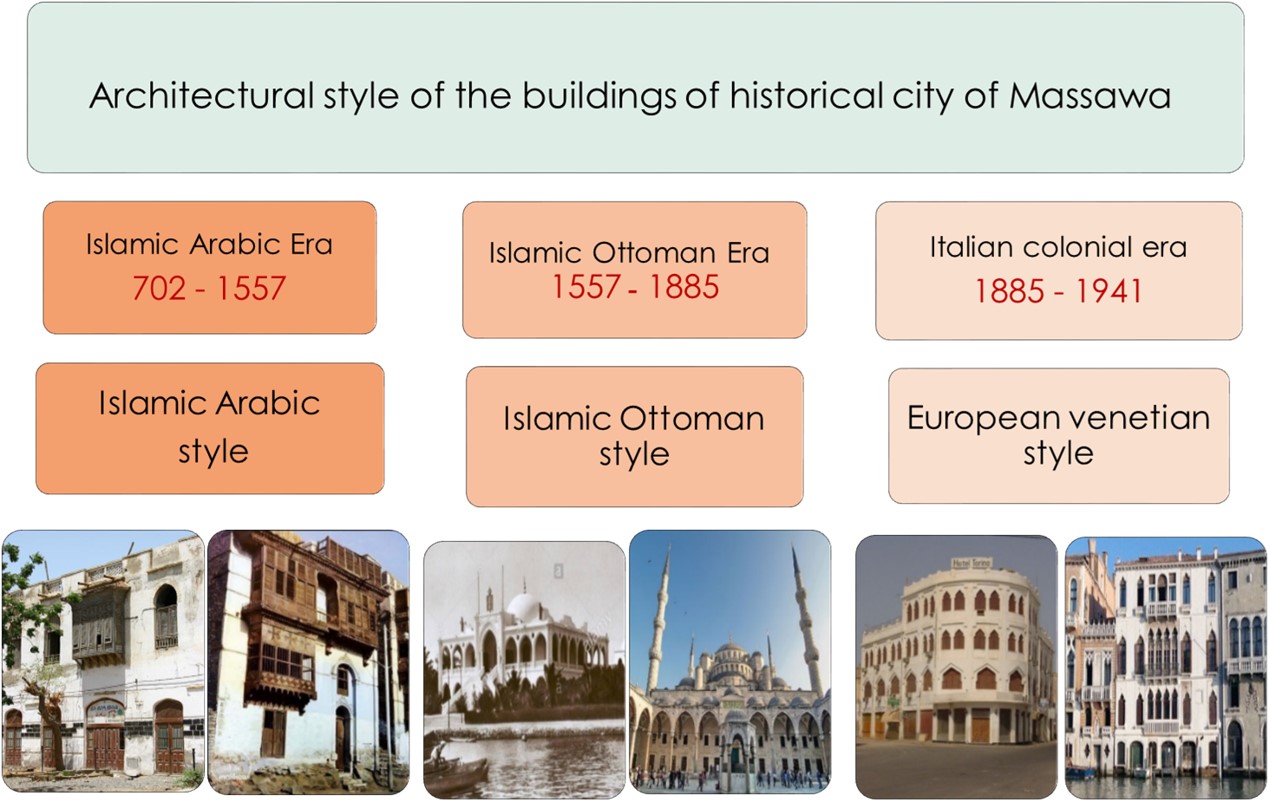 Architectural style of the buildings of historical city of Massawa
Islamic Arabic Era
702 - 1557
Islamic Ottoman Era
1557 - 1885
Italian colonial era
1885 - 1941
Islamic Arabic
style
Islamic Ottoman
style
European venetian
style
Hotel Torino